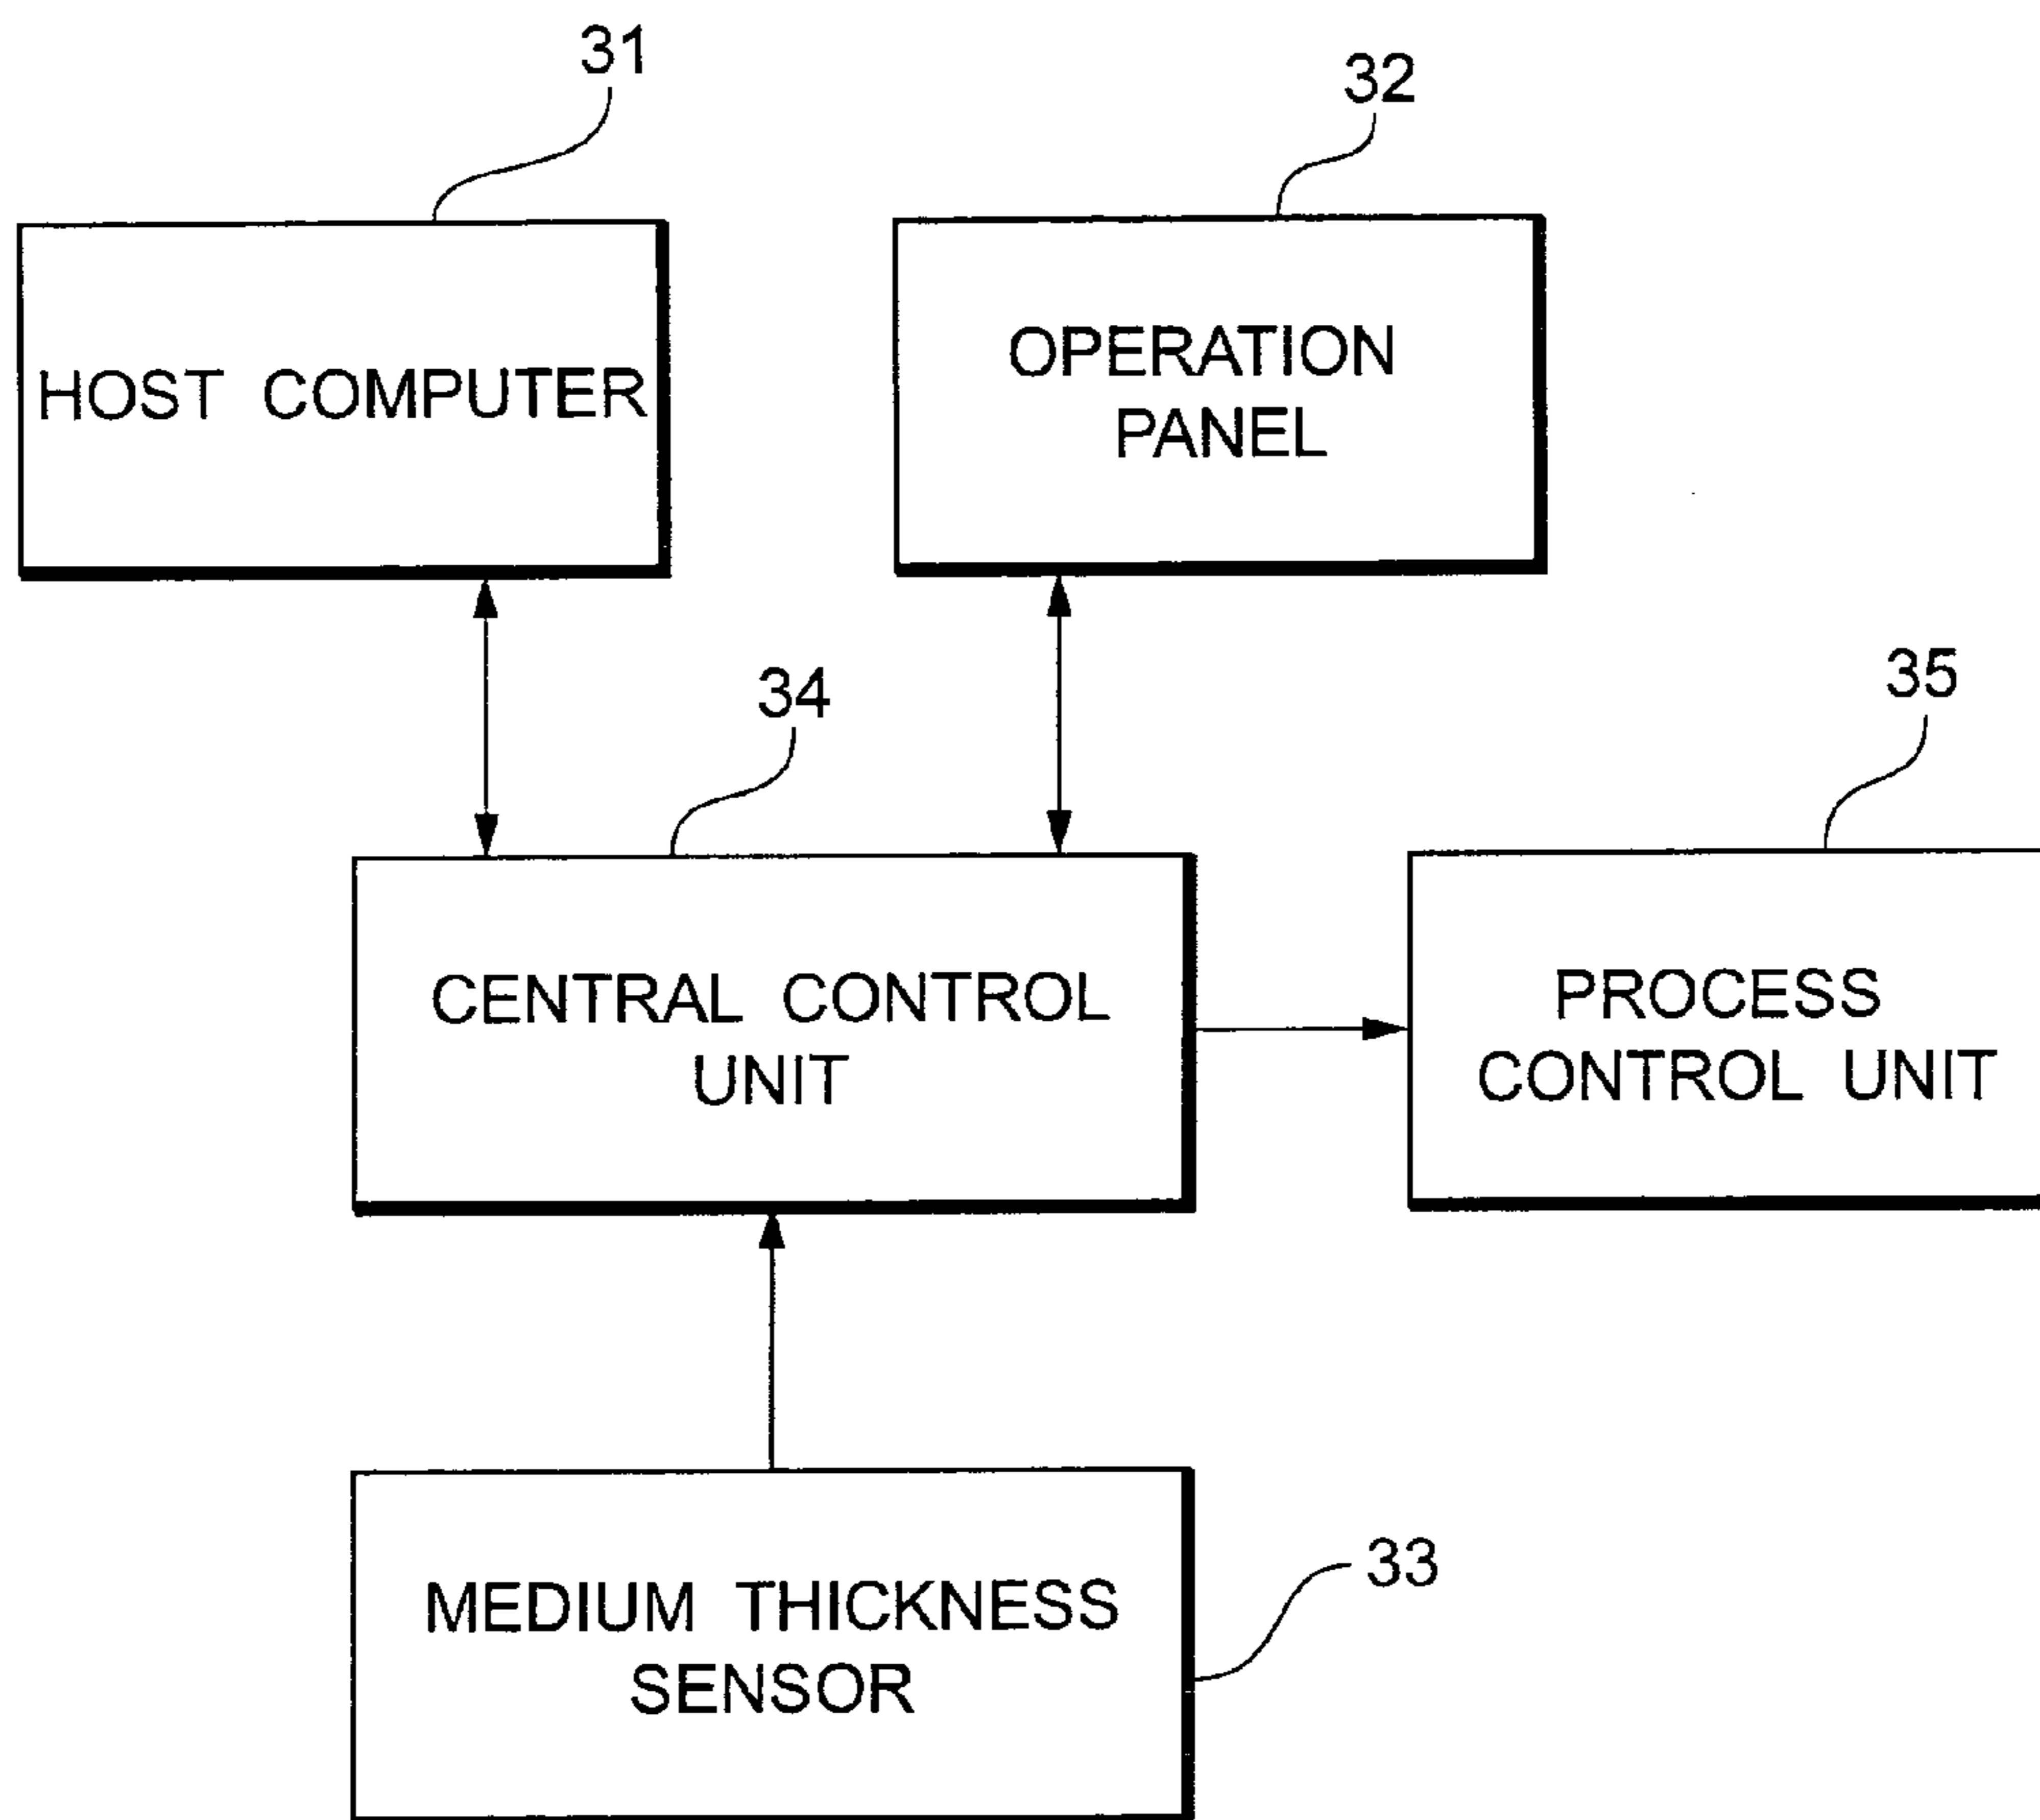 31
32
HOST COMPUTER
OPERATION
PANEL
34
35
CENTRAL CONTROL
UNIT
PROCESS
CONTROL UNIT
MEDIUM THICKNESS
SENSOR
33